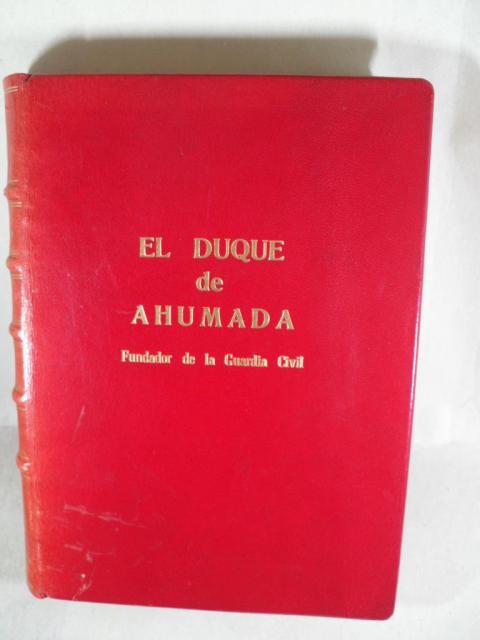 EL DUQUE
de
AHUMADA
Fundador de la Guardia Civil